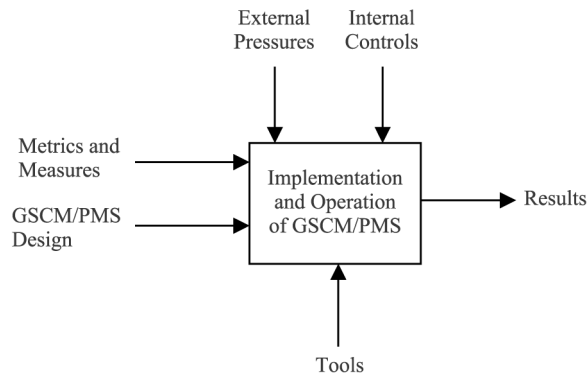 External
Pressures
Internal
Controls
Metrics and
Measures
GSCM/PMS
Design
Implementation
and Operation
of GSCM/PMS
Results
Tools